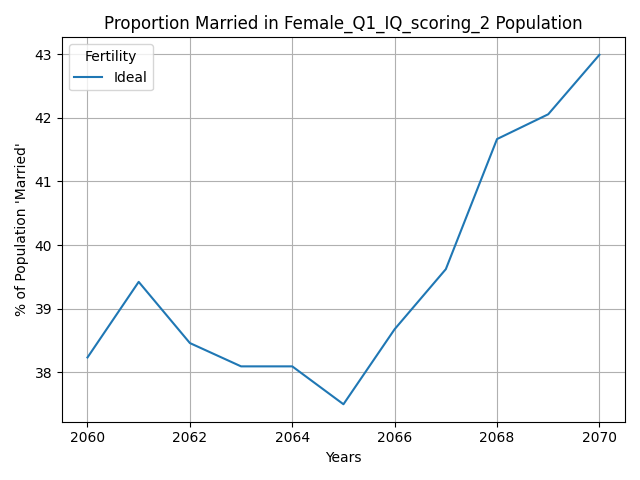 Proportion Married in Female_Q1_IQ_scoring_2 Population
Fertility
Ideal
% of Population 'Married'
43
42
41
40
39
38
2060
2062
2064
2066
2068
2070
Years